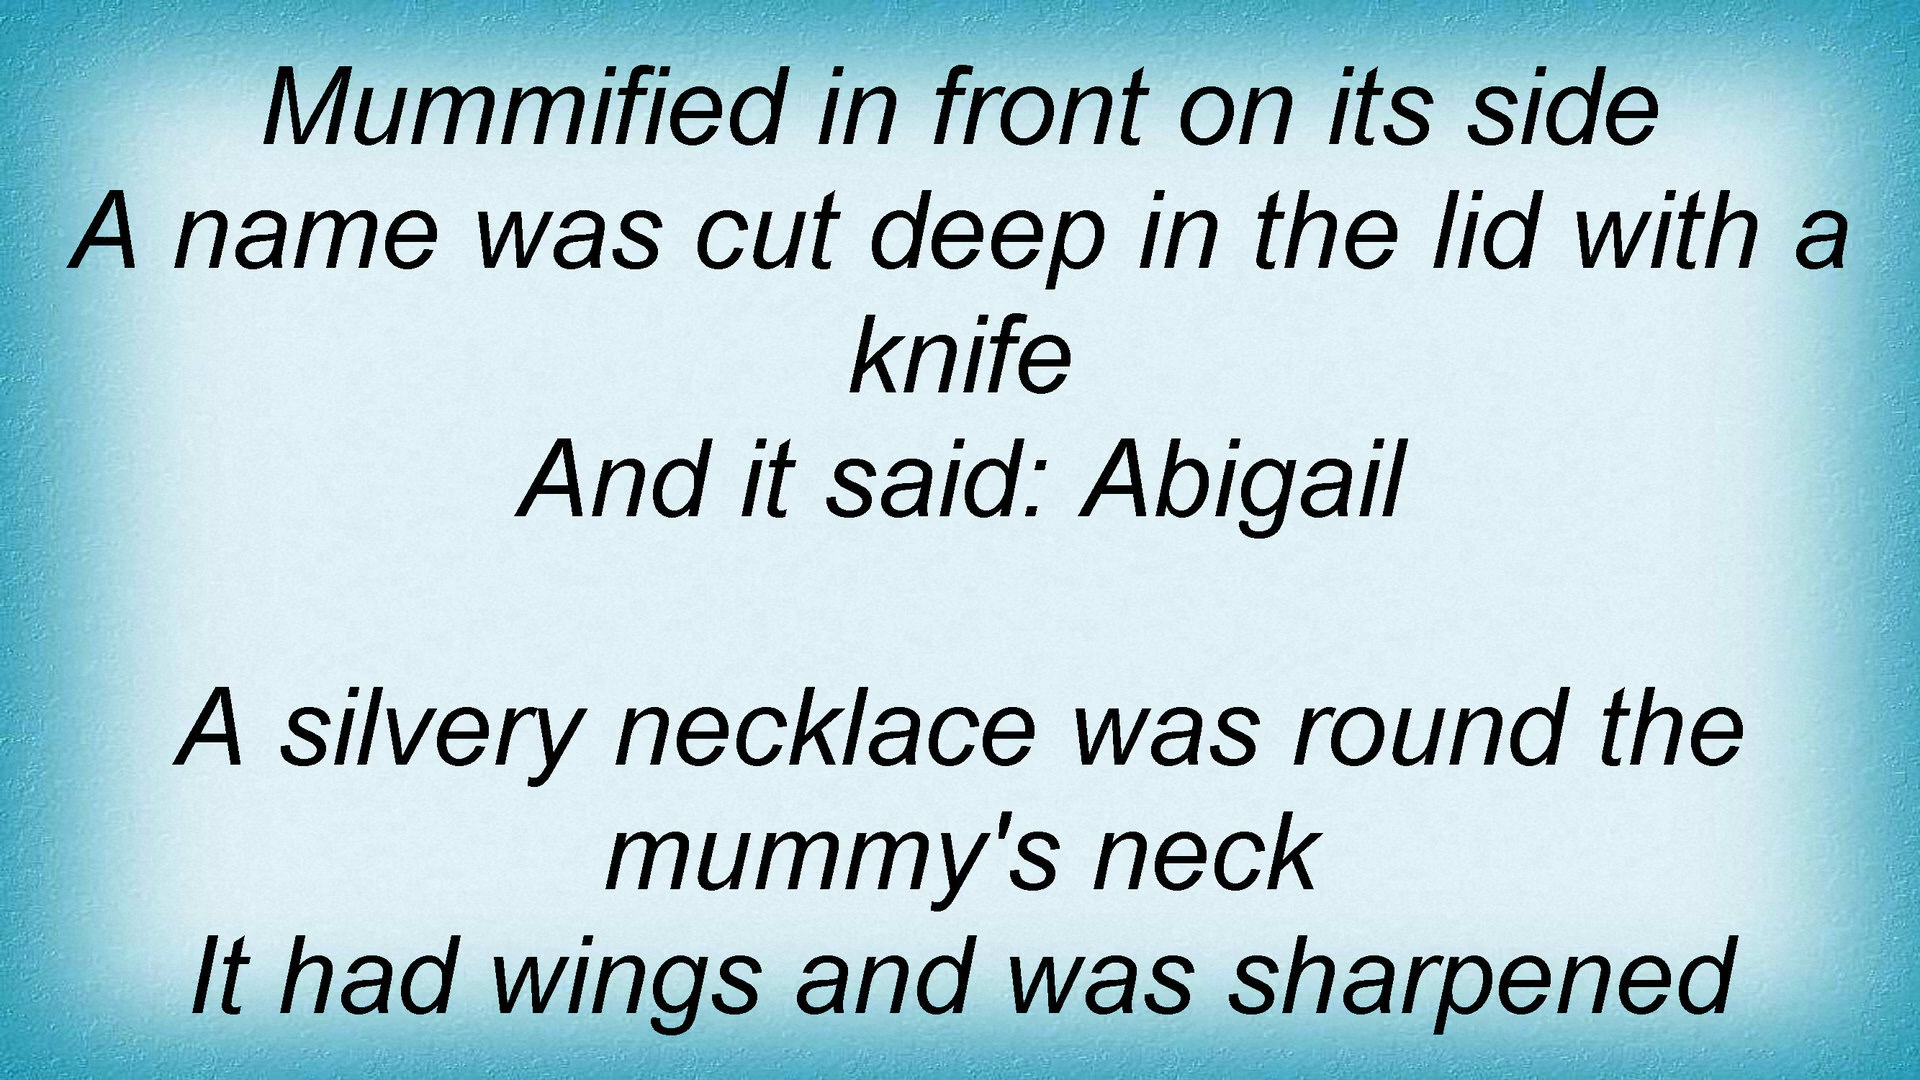 Mummified in front on its side
A name was cut deep in the lid with a
knife
And it said: Abigail
A silvery necklace was round the
mummy's neck
It had wings and was sharpened